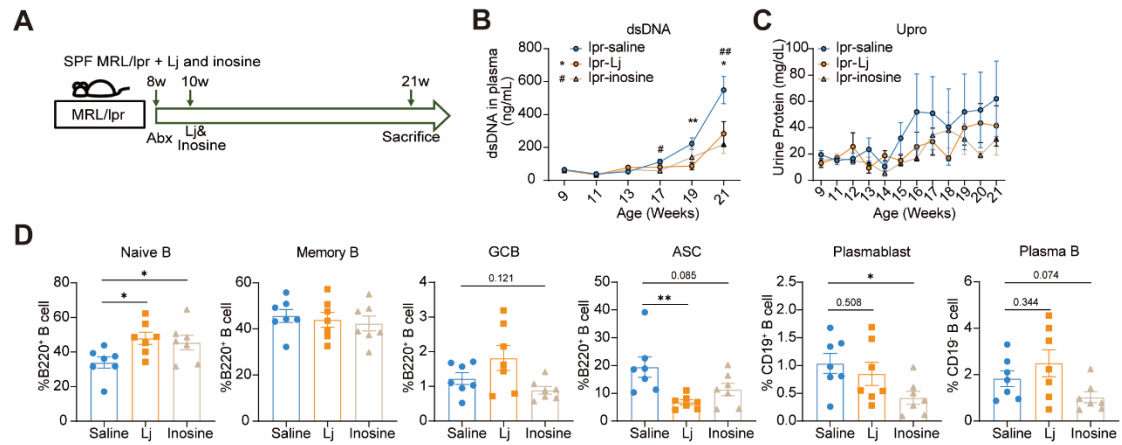 A
SPF MRL/lpr + Lj and inosine
8w 10w 21w
MRL/lpr
Abx Lj& Inosine Sacrifice
B
dsDNA
lpr-saline
* lpr-Lj
# lpr-inosine
##
*
**
#
dsDNA in plasma (ng/mL)
800
600
400
200
0
9 11 13 17 19 21
Age (Weeks)
C
Upro
lpr-saline
lpr-Lj
lpr-inosine
Urine Protein (mg/dL)
100
80
60
40
20
0
9 11 12 13 14 15 16 17 18 19 20 21
Age (Weeks)
D
Naive B
%B220+ B cell
80
60
40
20
0
*
*
Saline Lj Inosine
Memory B
%B220+ B cell
80
60
40
20
0
Saline Lj Inosine
GCB
%B220+ B cell
4
3
2
1
0
0.121
Saline Lj Inosine
ASC
%B220+ B cell
50
40
30
20
10
0
0.085
**
Saline Lj Inosine
Plasmablast
% CD19- B cell
2.5
2.0
1.5
1.0
0.5
0.0
*
0.508
Saline Lj Inosine
Plasma B
% CD19- B cell
6
4
2
0
0.074
0.344
Saline Lj Inosine